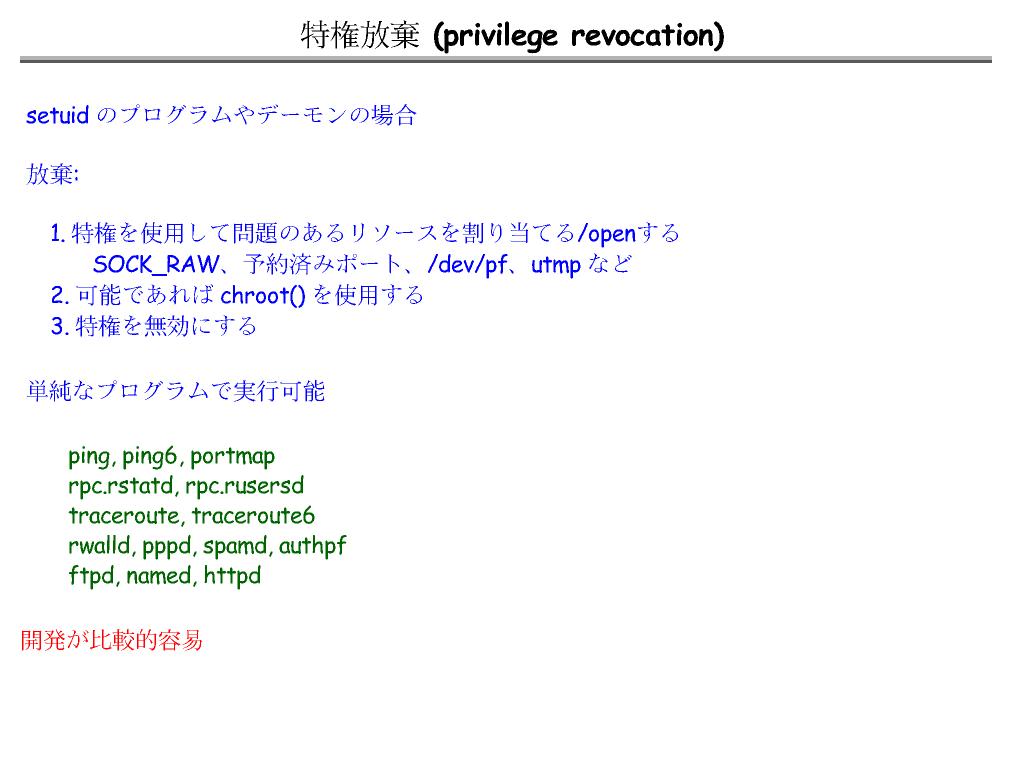 特権放棄 (privilege revocation)
setuid のプログラムやデーモンの場合
放棄:
1. 特権を使用して問題のあるリソースを割り当てる/openする
SOCK_RAW、予約済みポート、/dev/pf、utmp など
2. 可能であれば chroot() を使用する
3. 特権を無効にする
単純なプログラムで実行可能
ping, ping6, portmap
rpc.rstatd, rpc.rusersd
traceroute, traceroute6
rwalld, pppd, spamd, authpf
ftpd, named, httpd
開発が比較的容易